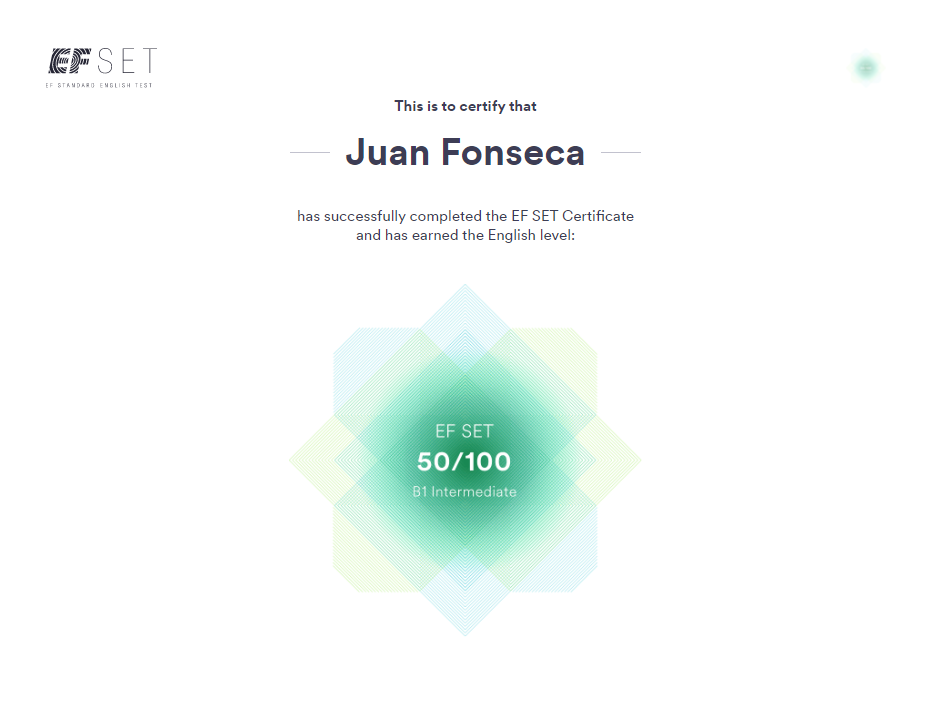 EF SET
EF STANDARD ENGLISH TEST
This is to certify that
Juan Fonseca
has successfully completed the EF SET Certificate
and has earned the English level:
EF SET
50/100
B1 Intermediate